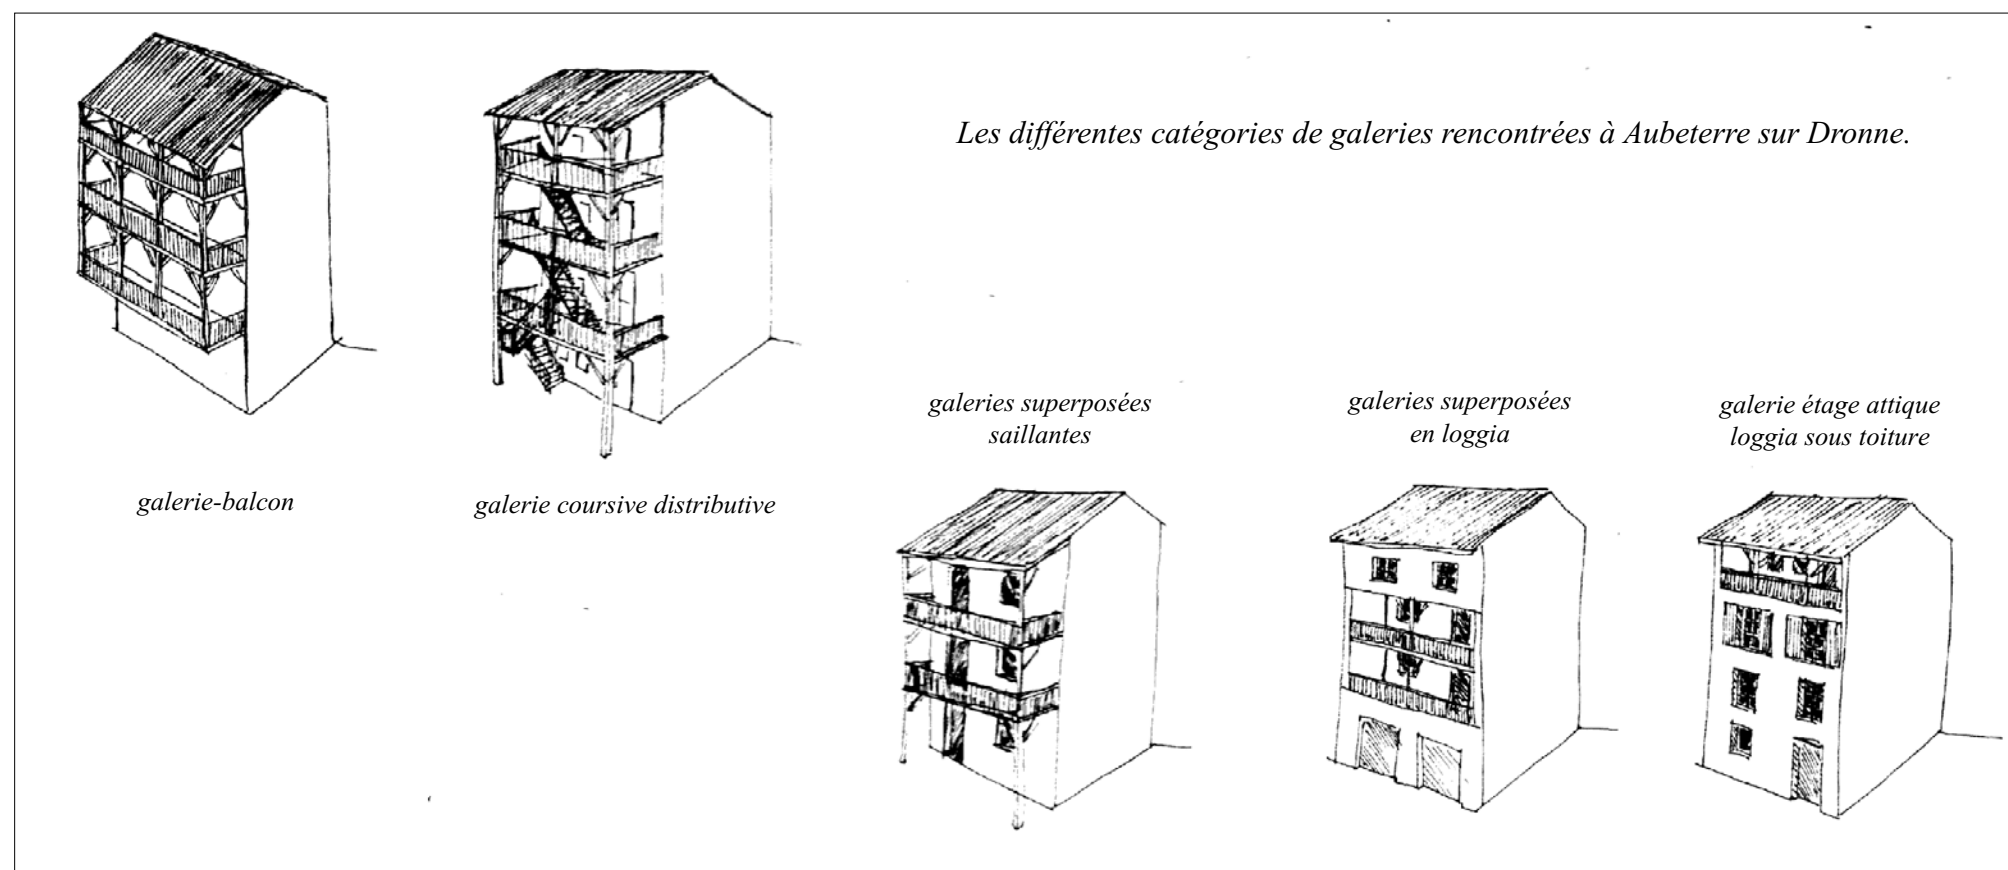 Les différentes catégories de galeries rencontrées à Aubeterre sur Dronne.
galerie-balcon
galerie coursive distributive
galeries superposées
saillantes
galeries superposées
en loggia
galerie étage attique
loggia sous toiture